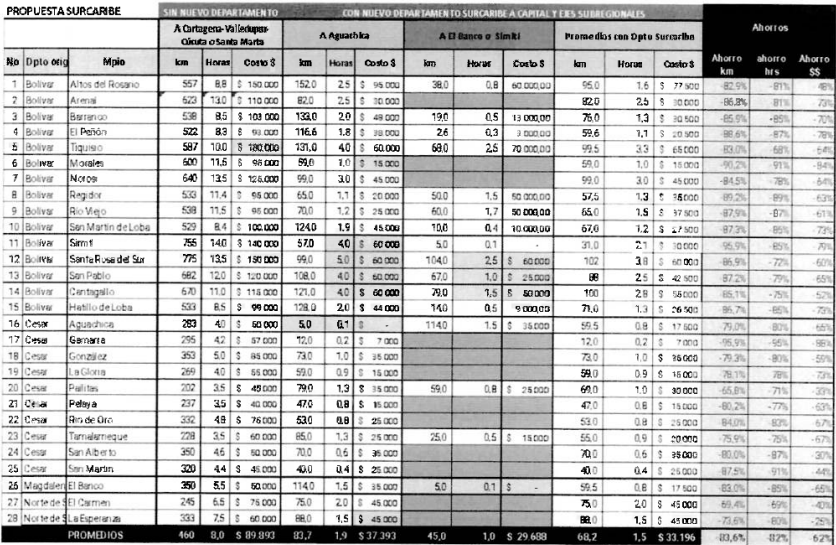 PROPUESTA SURCARIBE SIN NUEVO DEPARTAMENTO CON NUEVO DEPARTAMENTO SURCARIBE A CAPITAL Y EJES SUBREGIONALES
A Cartagena-Valledupar- Cúcuta o Santa Marta A Aguachica A El Banco o Simití Promedios con Dpto Surcaribe Ahorros
No Dpto orig Mpio km Horas Costo $ km Horas Costo $ km Horas Costo $ km Horas Costo $ Ahorro km ahorro hrs Ahorro $$
1 Bolívar Altos del Rosario 557 8,8 $ 150.000 152,0 2,5 $ 95.000 38,0 0,8 60.000,00 95,0 1,6 $ 77.500 -82,9% -81% -48%
2 Bolívar Arenal 623 13,0 $ 110.000 82,0 2,5 $ 30.000 82,0 2,5 $ 30.000 -86,8% -81% -73%
3 Bolívar Barranco 538 8,5 $ 103.000 133,0 2,0 $ 48.000 19,0 0,5 13.000,00 76,0 1,3 $ 30.500 -85,9% -85% -70%
4 Bolívar El Peñón 522 8,3 $ 93.000 116,6 1,8 $ 38.000 2,6 0,3 3.000,00 59,6 1,1 $ 20.500 -88,6% -87% -78%
5 Bolívar Tiquisio 587 10,0 $ 180.000 131,0 4,0 $ 60.000 68,0 2,5 70.000,00 99,5 3,3 $ 65.000 -83,0% -68% -64%
6 Bolívar Morales 600 11,5 $ 96.000 59,0 1,0 $ 15.000 59,0 1,0 $ 15.000 -90,2% -91% -84%
7 Bolívar Norosí 640 13,5 $ 125.000 99,0 3,0 $ 45.000 99,0 3,0 $ 45.000 -84,5% -78% -64%
8 Bolívar Regidor 533 11,4 $ 95.000 65,0 1,1 $ 20.000 50,0 1,5 50.000,00 57,5 1,3 $ 35.000 -89,2% -89% -63%
9 Bolívar Río Viejo 538 11,5 $ 95.000 70,0 1,2 $ 25.000 60,0 1,7 50.000,00 65,0 1,5 $ 37.500 -87,9% -87% -61%
10 Bolívar San Martín de Loba 529 8,4 $ 100.000 124,0 1,9 $ 45.000 10,0 0,4 10.000,00 67,0 1,2 $ 27.500 -87,3% -86% -73%
11 Bolívar Simití 755 14,0 $ 140.000 57,0 4,0 $ 60.000 5,0 0,1 - 31,0 2,1 $ 30.000 -95,9% -85% -79%
12 Bolívar Santa Rosa del Sur 775 13,5 $ 150.000 99,0 5,0 $ 60.000 104,0 2,5 $ 60.000 102 3,8 $ 60.000 -86,9% -72% -60%
13 Bolívar San Pablo 682 12,0 $ 120.000 108,0 4,0 $ 60.000 67,0 1,0 $ 25.000 88 2,5 $ 42.500 -87,2% -79% -65%
14 Bolívar Cantagallo 670 11,0 $ 115.000 121,0 4,0 $ 60.000 79,0 1,5 $ 50.000 100 2,8 $ 55.000 -85,1% -75% -52%
15 Bolívar Hatillo de Loba 533 8,5 $ 99.000 128,0 2,0 $ 44.000 14,0 0,5 9.000,00 71,0 1,3 $ 26.500 -86,7% -85% -73%
16 Cesar Aguachica 283 4,0 $ 50.000 5,0 0,1 $ - 114,0 1,5 $ 35.000 59,5 0,8 $ 17.500 -79,0% -80% -65%
17 Cesar Gamarra 295 4,2 $ 57.000 12,0 0,2 $ 7.000 12,0 0,2 $ 7.000 -95,9% -95% -88%
18 Cesar González 353 5,0 $ 85.000 73,0 1,0 $ 35.000 73,0 1,0 $ 35.000 -79,3% -80% -59%
19 Cesar La Gloria 269 4,0 $ 55.000 59,0 0,9 $ 15.000 59,0 0,9 $ 15.000 -78,1% -78% -73%
20 Cesar Pailitas 202 3,5 $ 45.000 79,0 1,3 $ 35.000 59,0 0,8 $ 25.000 69,0 1,0 $ 30.000 -65,8% -71% -33%
21 Cesar Pelaya 237 3,5 $ 40.000 47,0 0,8 $ 15.000 47,0 0,8 $ 15.000 -80,2% -77% -63%
22 Cesar Río de Oro 332 4,8 $ 76.000 53,0 0,8 $ 25.000 53,0 0,8 $ 25.000 -84,0% -83% -67%
23 Cesar Tamalameque 228 3,5 $ 60.000 85,0 1,3 $ 25.000 25,0 0,5 $ 15.000 55,0 0,9 $ 20.000 -75,9% -75% -67%
24 Cesar San Alberto 350 4,6 $ 50.000 70,0 0,6 $ 35.000 70,0 0,6 $ 35.000 -80,0% -87% -30%
25 Cesar San Martín 320 4,4 $ 45.000 40,0 0,4 $ 25.000 40,0 0,4 $ 25.000 -87,5% -91% -44%
26 Magdalen El Banco 350 5,5 $ 50.000 114,0 1,5 $ 35.000 5,0 0,1 $ - 59,5 0,8 $ 17.500 -83,0% -85% -65%
27 Norte de S El Carmen 245 6,5 $ 75.000 75,0 2,0 $ 45.000 75,0 2,0 $ 45.000 -69,4% -69% -40%
28 Norte de S La Esperanza 333 7,5 $ 60.000 88,0 1,5 $ 45.000 88,0 1,5 $ 45.000 -73,6% -80% -25%
PROMEDIOS 460 8,0 $ 89.893 83,7 1,9 $ 37.393 45,0 1,0 $ 29.688 68,2 1,5 $ 33.196 -83,6% -82% -62%